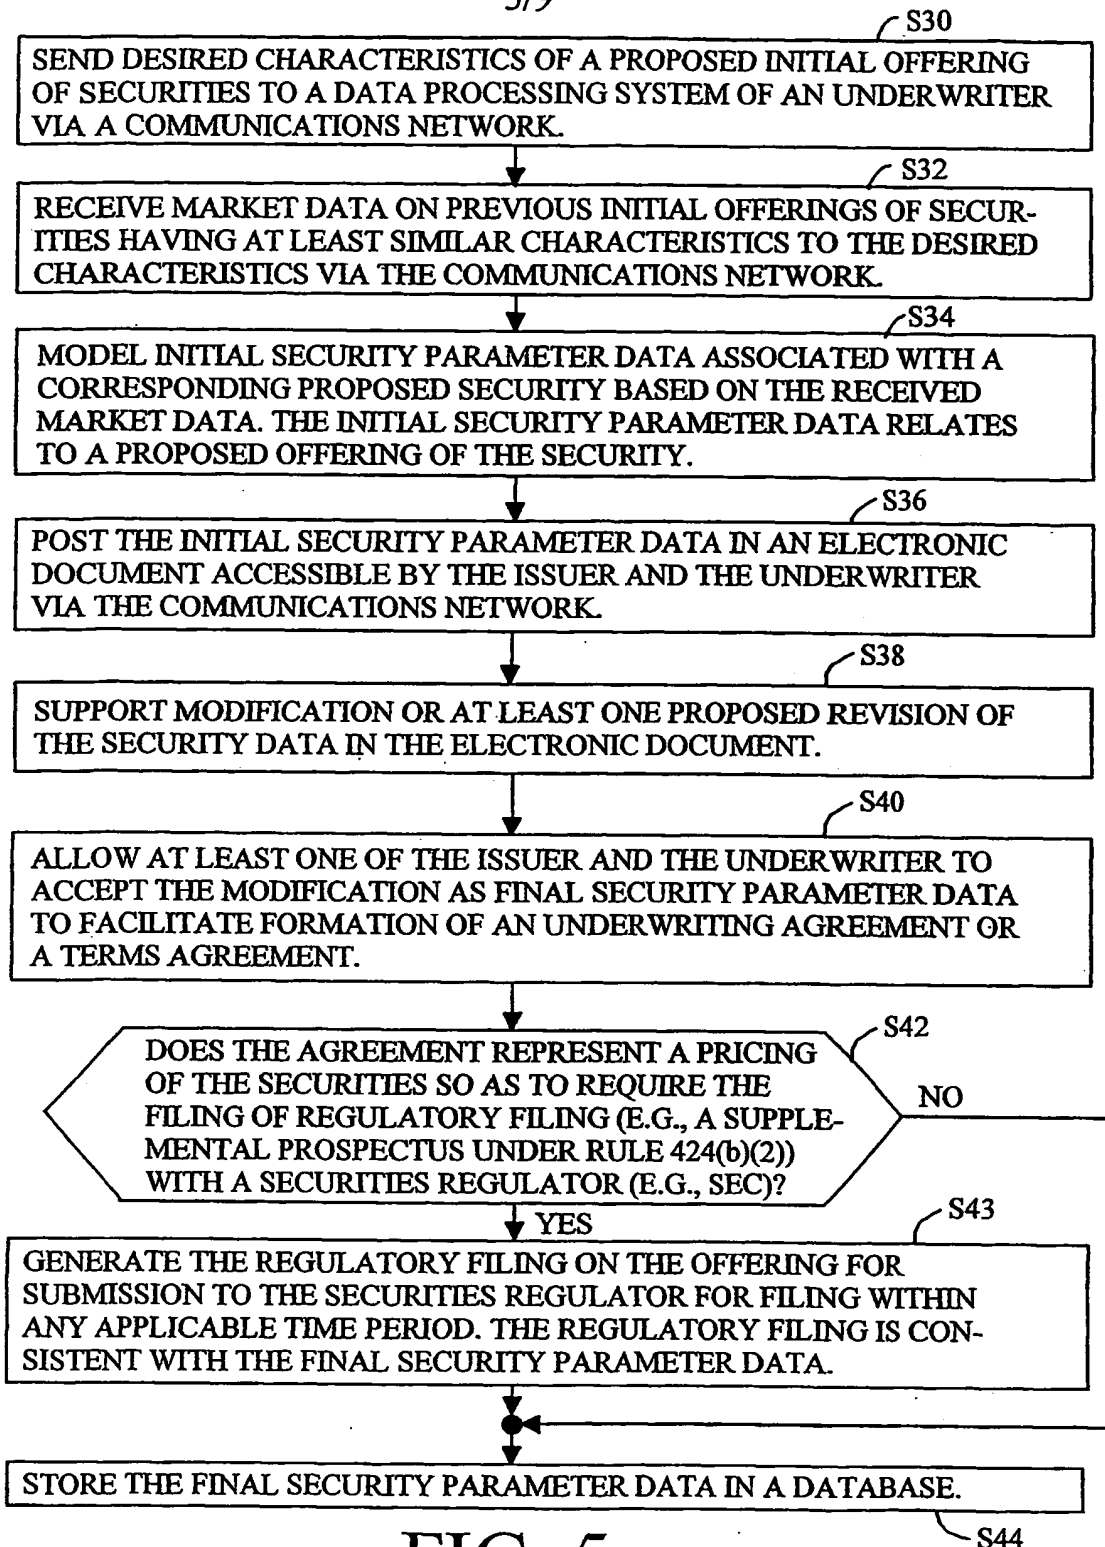 S30
SEND DESIRED CHARACTERISTICS OF A PROPOSED INITIAL OFFERING
OF SECURITIES TO A DATA PROCESSING SYSTEM OF AN UNDERWRITER
VIA A COMMUNICATIONS NETWORK.
S32
RECEIVE MARKET DATA ON PREVIOUS INITIAL OFFERINGS OF SECUR-
ITIES HAVING AT LEAST SIMILAR CHARACTERISTICS TO THE DESIRED
CHARACTERISTICS VIA THE COMMUNICATIONS NETWORK.
S34
MODEL INITIAL SECURITY PARAMETER DATA ASSOCIATED WITH A
CORRESPONDING PROPOSED SECURITY BASED ON THE RECEIVED
MARKET DATA. THE INITIAL SECURITY PARAMETER DATA RELATES
TO A PROPOSED OFFERING OF THE SECURITY.
S36
POST THE INITIAL SECURITY PARAMETER DATA IN AN ELECTRONIC
DOCUMENT ACCESSIBLE BY THE ISSUER AND THE UNDERWRITER
VIA THE COMMUNICATIONS NETWORK.
S38
SUPPORT MODIFICATION OR AT LEAST ONE PROPOSED REVISION OF
THE SECURITY DATA IN THE ELECTRONIC DOCUMENT.
S40
ALLOW AT LEAST ONE OF THE ISSUER AND THE UNDERWRITER TO
ACCEPT THE MODIFICATION AS FINAL SECURITY PARAMETER DATA
TO FACILITATE FORMATION OF AN UNDERWRITING AGREEMENT OR
A TERMS AGREEMENT.
S42
DOES THE AGREEMENT REPRESENT A PRICING
OF THE SECURITIES SO AS TO REQUIRE THE
FILING OF REGULATORY FILING (E.G., A SUPPLE-
MENTAL PROSPECTUS UNDER RULE 424(b)(2))
WITH A SECURITIES REGULATOR (E.G., SEC)?
NO
YES
S43
GENERATE THE REGULATORY FILING ON THE OFFERING FOR
SUBMISSION TO THE SECURITIES REGULATOR FOR FILING WITHIN
ANY APPLICABLE TIME PERIOD. THE REGULATORY FILING IS CON-
SISTENT WITH THE FINAL SECURITY PARAMETER DATA.
STORE THE FINAL SECURITY PARAMETER DATA IN A DATABASE.
S44
FIG. 5